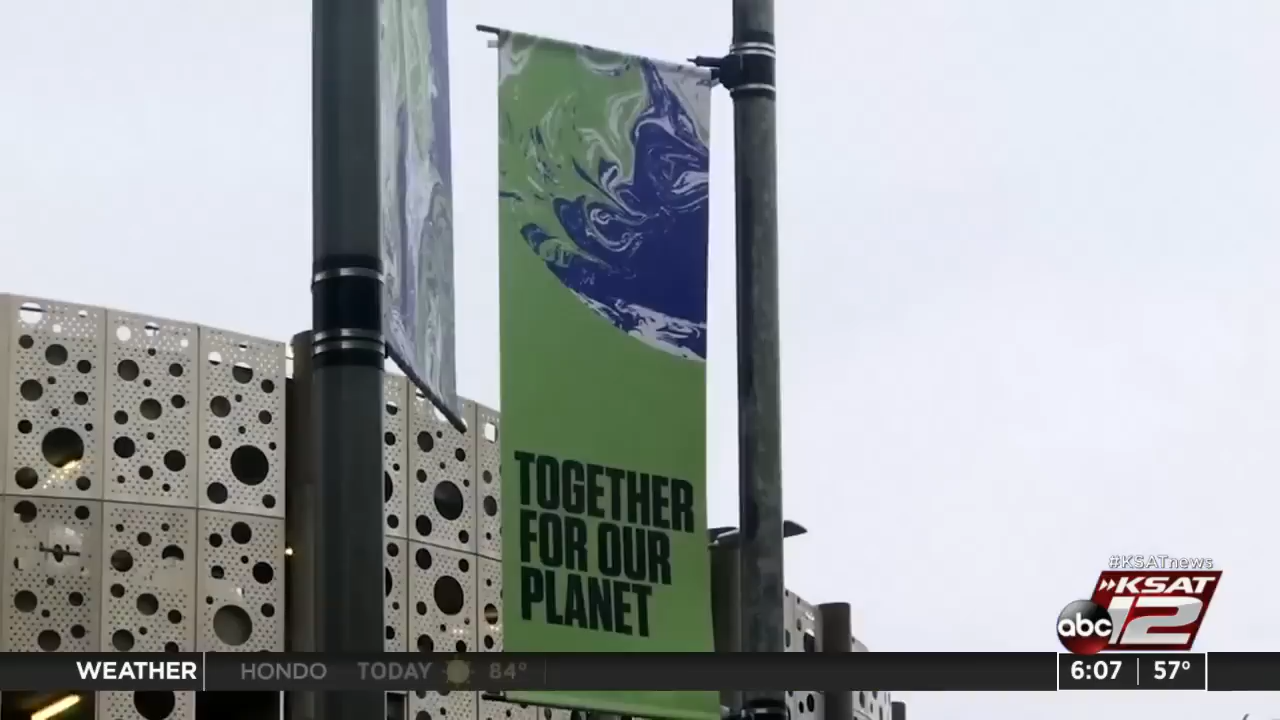 TOGETHER
FOR OUR
PLANET
#KSATnews
KSAT
abc 12
WEATHER HONDO TODAY 84° 6:07 57°